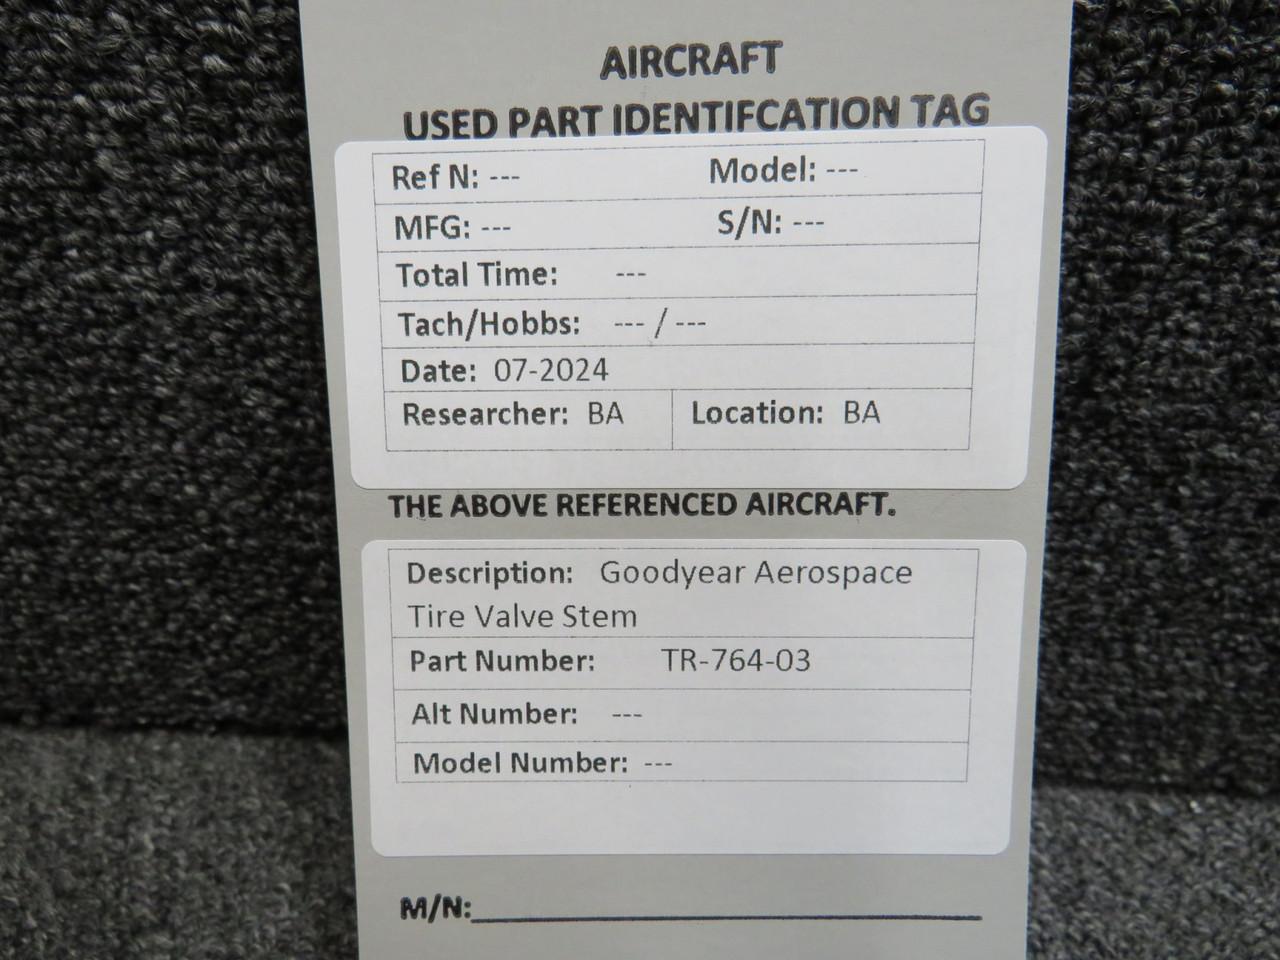 AIRCRAFT
USED PART IDENTIFCATION TAG
Ref N: --- Model: ---
MFG: --- S/N: ---
Total Time: ---
Tach/Hobbs: --- / ---
Date: 07-2024
Researcher: BA Location: BA
THE ABOVE REFERENCED AIRCRAFT.
Description: Goodyear Aerospace
Tire Valve Stem
Part Number: TR-764-03
Alt Number: ---
Model Number: ---
M/N: